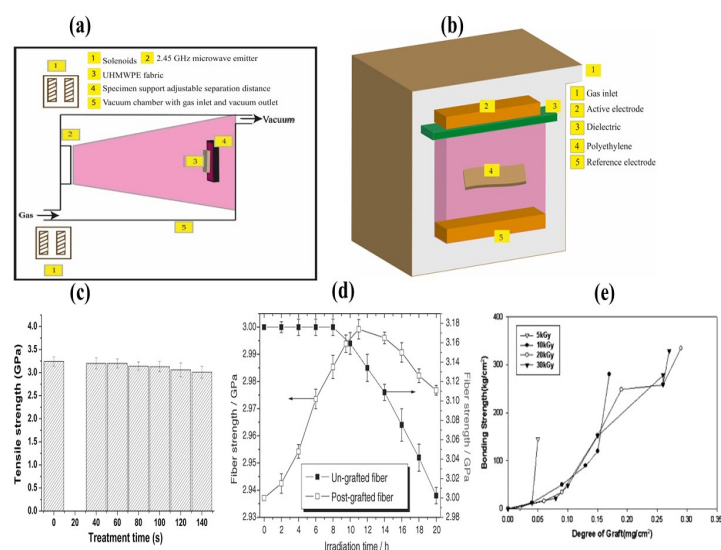 (a)
1 Solenoids 2 2.45 GHz microwave emitter
3 UHMWPE fabric
4 Specimen support adjustable separation distance
5 Vacuum chamber with gas inlet and vacuum outlet
1
Vacuum
2
4
3
Gas
5
1
(b)
1
1 Gas inlet
2 Active electrode
3 Dielectric
4 Polyethylene
5 Reference electrode
2
3
4
5
(c)
Tensile strength (GPa)
4.5
4.0
3.5
3.0
2.5
2.0
1.5
1.0
0.5
0.0
0 20 40 60 80 100 120 140
Treatment time (s)
(d)
Fiber strength / GPa
3.00
2.99
2.98
2.97
2.96
2.95
2.94
2.93
3.18
3.16
3.14
3.12
3.10
3.08
3.06
3.04
3.02
3.00
2.98
Fiber strength / GPa
Un-grafted fiber
Post-grafted fiber
0 2 4 6 8 10 12 14 16 18 20
Irradiation time / h
(e)
Bonding Strength(kg/cm²)
400
300
200
100
0
5kGy
10kGy
20kGy
30kGy
0.00 0.05 0.10 0.15 0.20 0.25 0.30 0.35
Degree of Graft(mg/cm²)